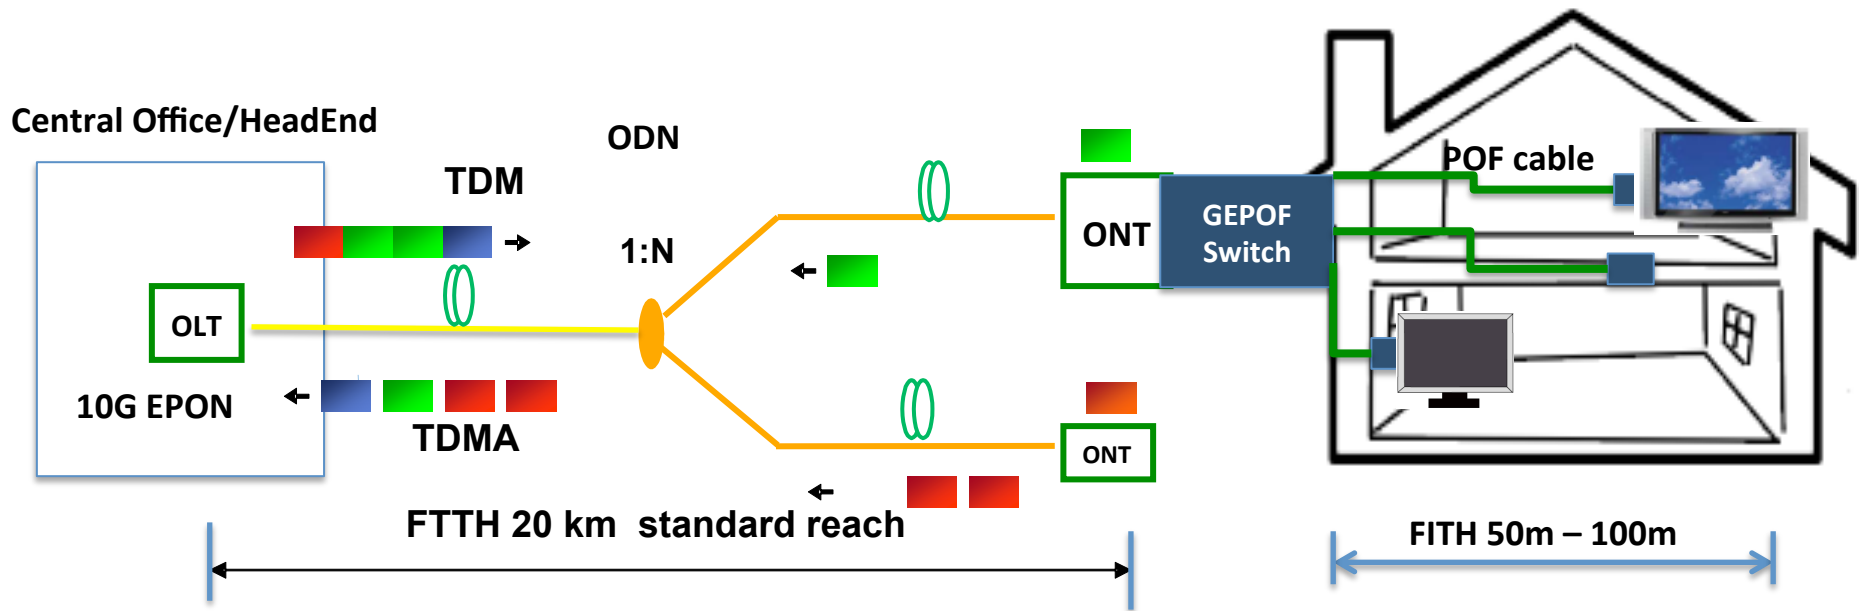 Central Office/HeadEnd
ODN
TDM
POF cable
1:N
ONT
GEPOF
Switch
OLT
10G EPON
TDMA
ONT
FTTH 20 km standard reach
FITH 50m – 100m